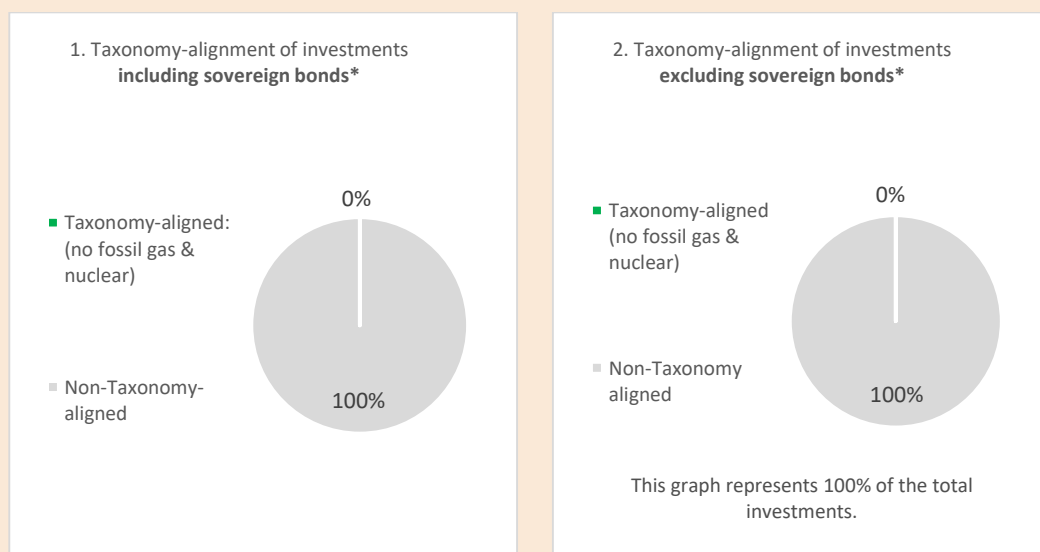 1. Taxonomy-alignment of investments
including sovereign bonds*
0%
Taxonomy-aligned:
(no fossil gas &
nuclear)
Non-Taxonomy-
aligned
100%
2. Taxonomy-alignment of investments
excluding sovereign bonds*
0%
Taxonomy-aligned
(no fossil gas &
nuclear)
Non-Taxonomy
aligned
100%
This graph represents 100% of the total
investments.